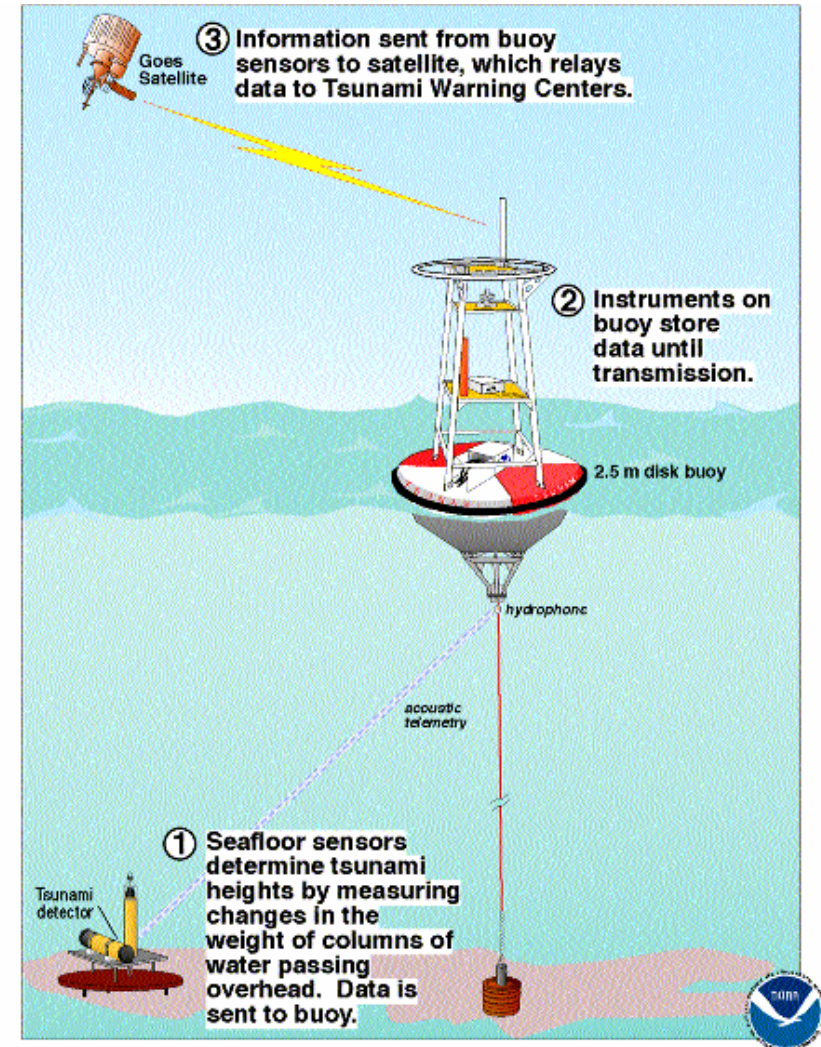 ③ Information sent from buoy
sensors to satellite, which relays
data to Tsunami Warning Centers.
Goes
Satellite
② Instruments on
buoy store
data until
transmission.
2.5 m disk buoy
hydrophone
acoustic
telemetry
① Seafloor sensors
determine tsunami
heights by measuring
changes in the
weight of columns of
water passing
overhead. Data is
sent to buoy.
Tsunami
detector